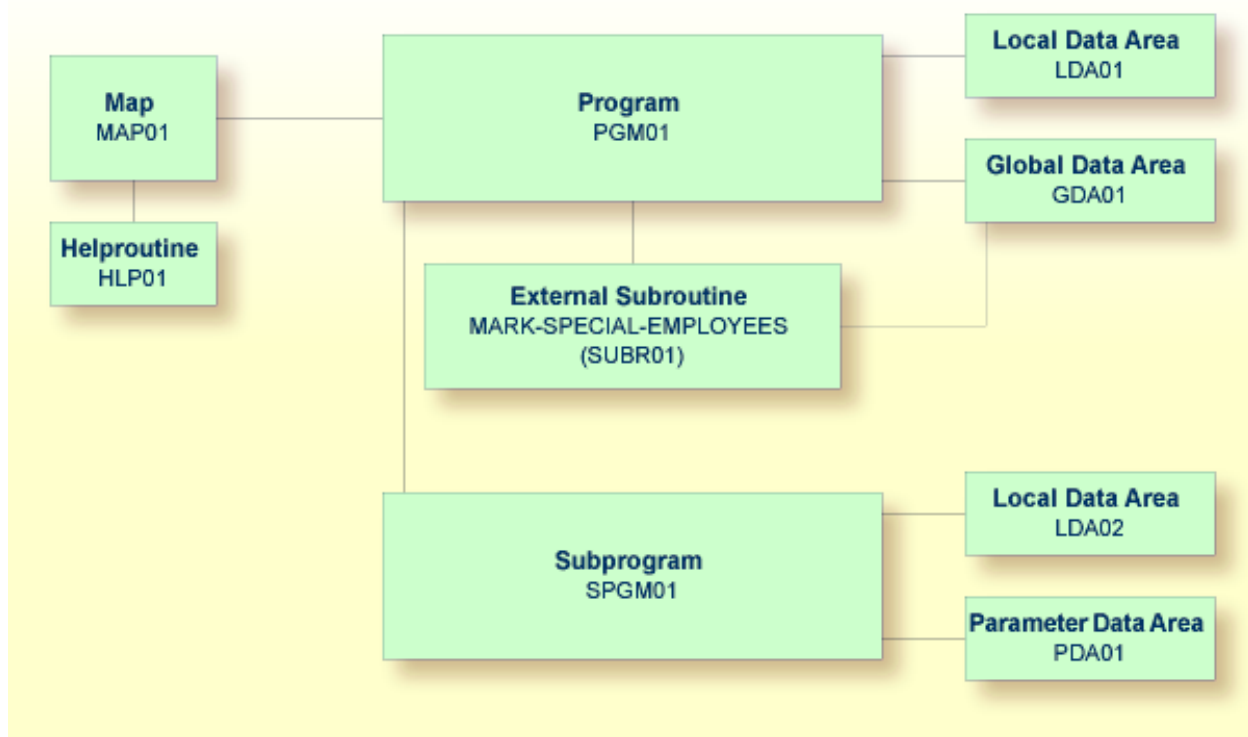 Map
MAP01
Helproutine
HLP01
Program
PGM01
Local Data Area
LDA01
Global Data Area
GDA01
External Subroutine
MARK-SPECIAL-EMPLOYEES
(SUBR01)
Subprogram
SPGM01
Local Data Area
LDA02
Parameter Data Area
PDA01